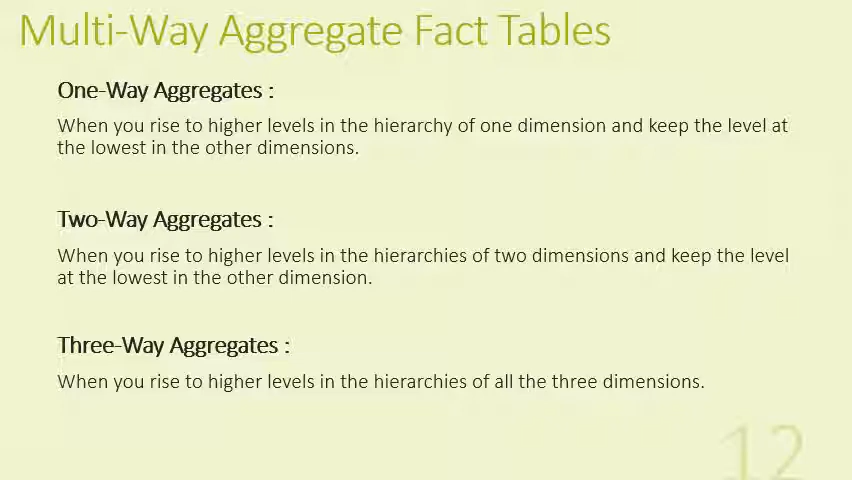 Multi-Way Aggregate Fact Tables
One-Way Aggregates :
When you rise to higher levels in the hierarchy of one dimension and keep the level at
the lowest in the other dimensions.
Two-Way Aggregates :
When you rise to higher levels in the hierarchies of two dimensions and keep the level
at the lowest in the other dimension.
Three-Way Aggregates :
When you rise to higher levels in the hierarchies of all the three dimensions.
12